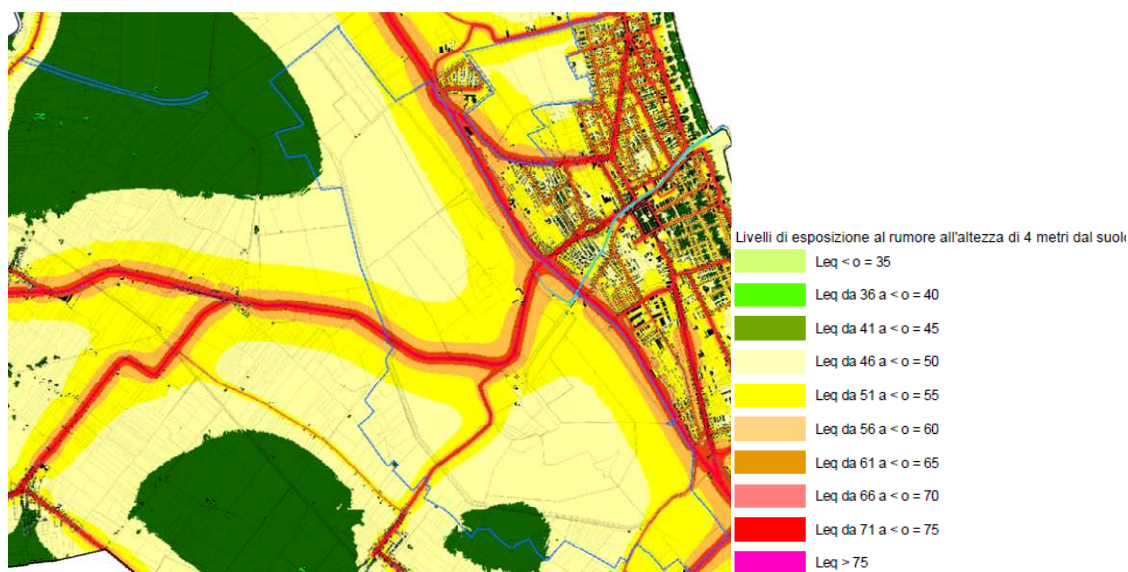 Livelli di esposizione al rumore all'altezza di 4 metri dal suolo
Leq < o = 35
Leq da 36 a < o = 40
Leq da 41 a < o = 45
Leq da 46 a < o = 50
Leq da 51 a < o = 55
Leq da 56 a < o = 60
Leq da 61 a < o = 65
Leq da 66 a < o = 70
Leq da 71 a < o = 75
Leq > 75